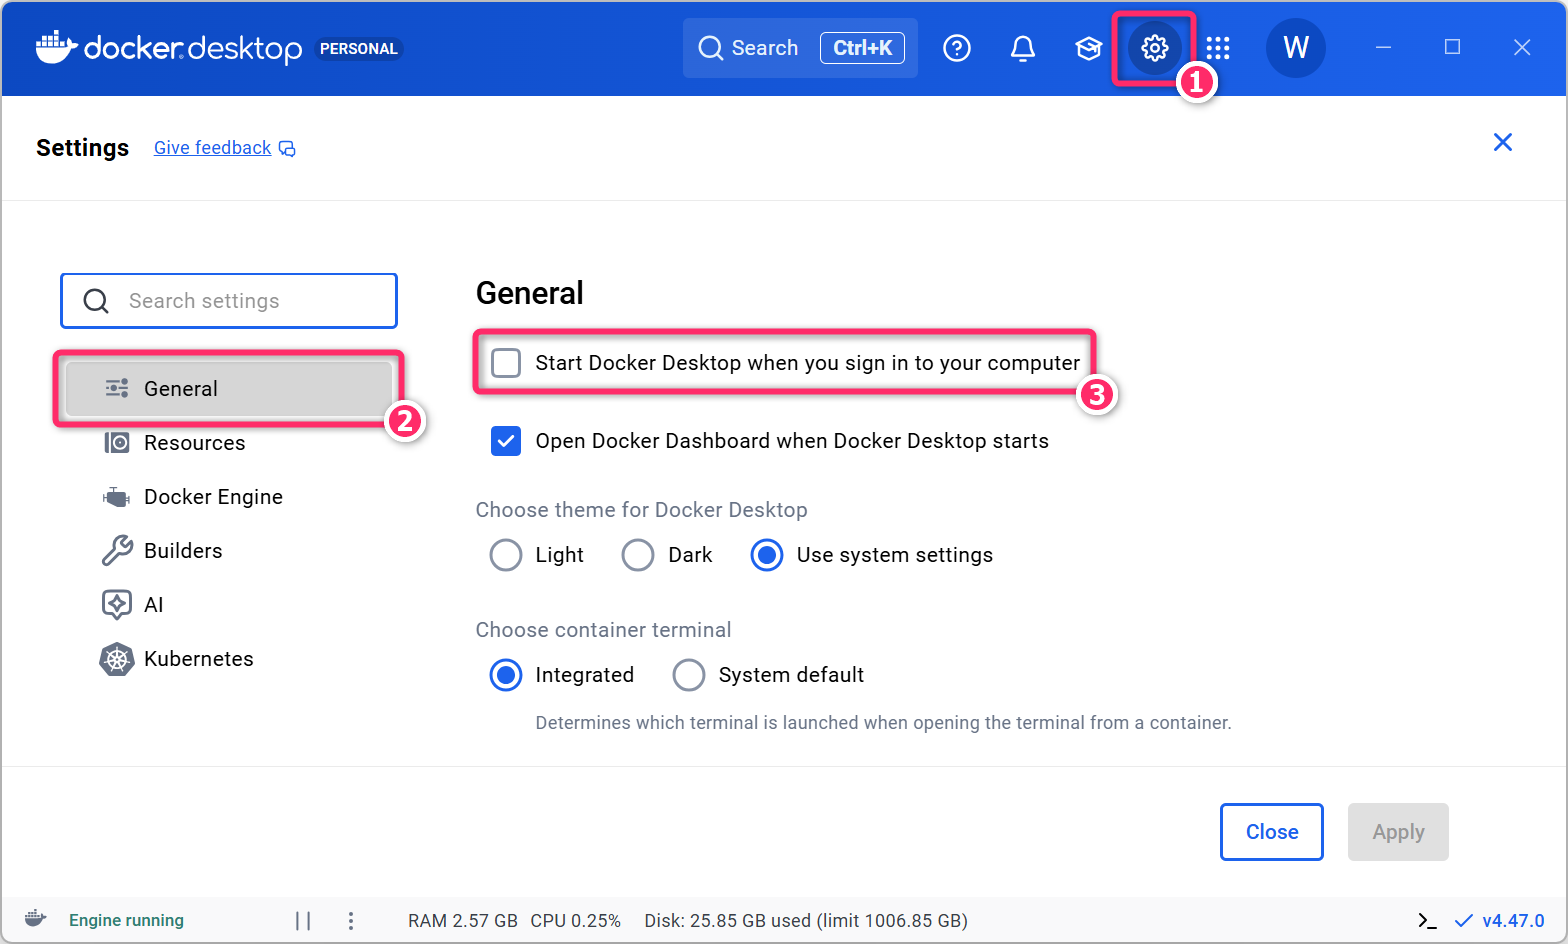 docker desktop PERSONAL
Search Ctrl+K
W
1
Settings Give feedback
Search settings
General
Resources
Docker Engine
Builders
AI
Kubernetes
2
General
Start Docker Desktop when you sign in to your computer
3
Open Docker Dashboard when Docker Desktop starts
Choose theme for Docker Desktop
Light Dark Use system settings
Choose container terminal
Integrated System default
Determines which terminal is launched when opening the terminal from a container.
Close Apply
Engine running RAM 2.57 GB CPU 0.25% Disk: 25.85 GB used (limit 1006.85 GB) v4.47.0